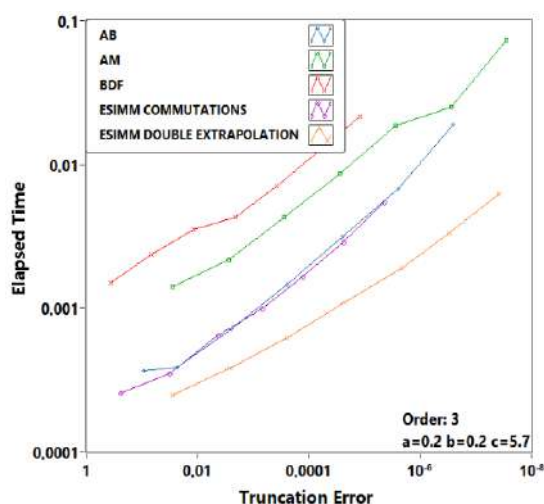 0.1
AB
AM
BDF
ESIMM COMMUTATIONS
ESIMM DOUBLE EXTRAPOLATION
0,01
Elapsed Time
0,001
Order: 3
a=0.2 b=0.2 c=5.7
0,0001
1
0,01
0,0001
10⁻⁶
10⁻⁸
Truncation Error